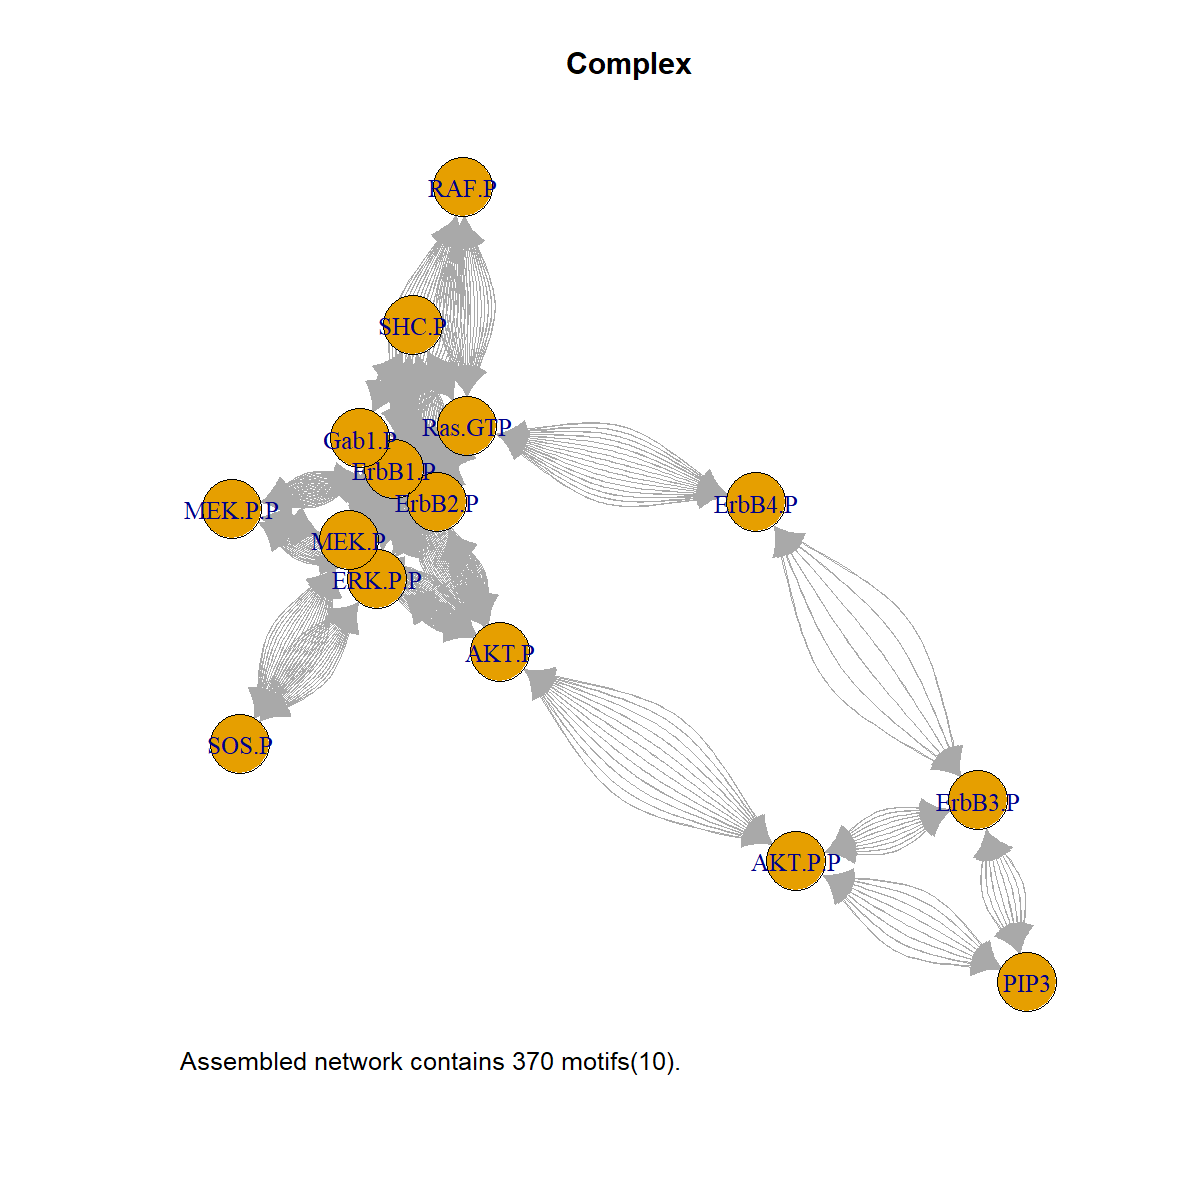 Complex
RAF.P
SHC.P
Ras.GTP
Gab1.P
ErbB1.P
ErbB2.P
ErbB4.P
MEK.P.P
MEK.P
ERK.P.P
AKT.P
SOS.P
ErbB3.P
AKT.P.P
PIP3
Assembled network contains 370 motifs(10).